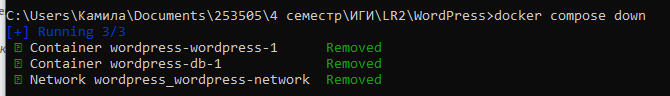 C:\Users\Камила\Documents\253505\4 семестр\ИГИ\LR2\WordPress>docker compose down
[+] Running 3/3
Container wordpress-wordpress-1 Removed
Container wordpress-db-1 Removed
Network wordpress_wordpress-network Removed